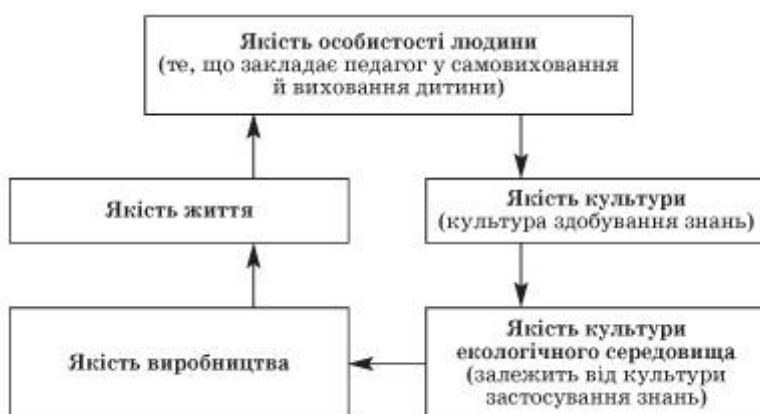 Якість особистості людини
(те, що закладає педагог у самовиховання
й виховання дитини)
Якість життя
Якість культури
(культура здобування знань)
Якість виробництва
Якість культури
екологічного середовища
(залежить від культури
застосування знань)